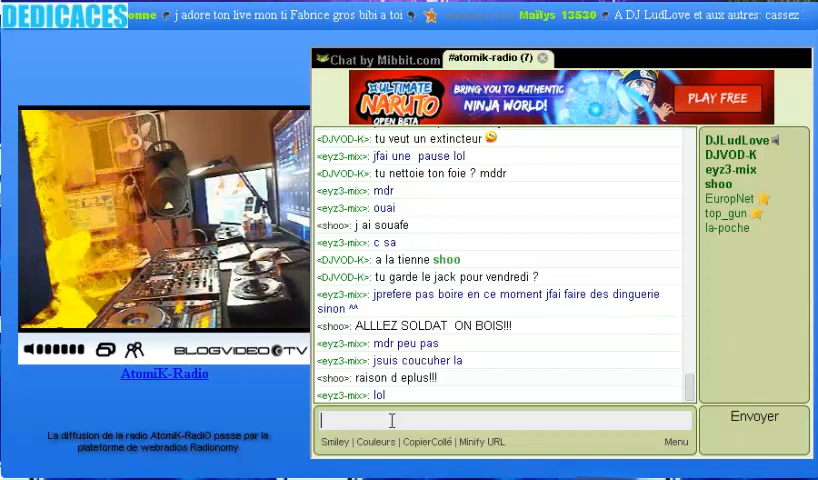 DEDICACES
onne j adore ton live mon ti Fabrice gros bibi a toi Maïlys 13530 A DJ LudLove et aux autres: cassez
Chat by Mibbit.com #atomik-radio (7)
ULTIMATE NARUTO OPEN BETA
BRING YOU TO AUTHENTIC NINJA WORLD!
PLAY FREE
<DJVOD-K>: tu veut un extincteur
<eyz3-mix>: jfai une pause lol
<DJVOD-K>: tu nettoie ton foie ? mddr
<eyz3-mix>: mdr
<eyz3-mix>: ouai
<shoo>: j ai souafe
<eyz3-mix>: c sa
<DJVOD-K>: a la tienne shoo
<DJVOD-K>: tu garde le jack pour vendredi ?
<eyz3-mix>: jprefere pas boire en ce moment jfai faire des dinguerie
sinon ^^
<shoo>: ALLLEZ SOLDAT ON BOIS!!!
<eyz3-mix>: mdr peu pas
<eyz3-mix>: jsuis coucuher la
<shoo>: raison d eplus!!!
<eyz3-mix>: lol
DJLudLove
DJVOD-K
eyz3-mix
shoo
EuropNet
top_gun
la-poche
Envoyer
Smiley | Couleurs | CopierCollé | Minify URL
Menu
BLOGVIDEO TV
AtomiK-Radio
La diffusion de la radio AtomiK-RadiO passe par la
plateforme de webradios Radionomy